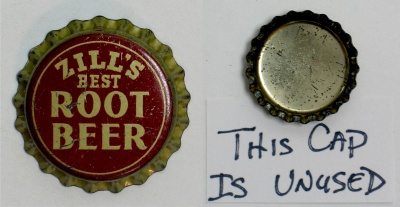 ZILL'S
BEST
ROOT
BEER
THIS CAP
IS UNUSED